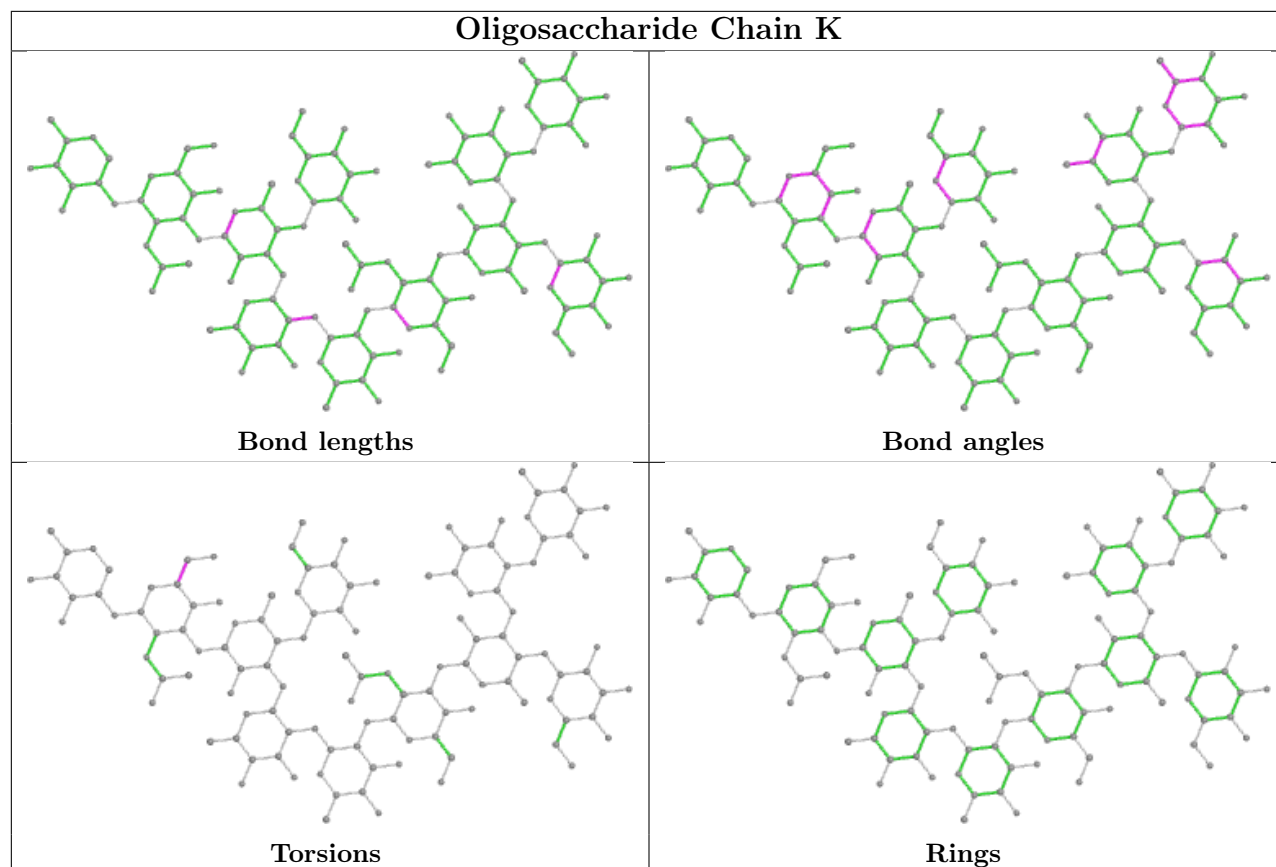 Oligosaccharide Chain K
Bond lengths
Bond angles
Torsions
Rings